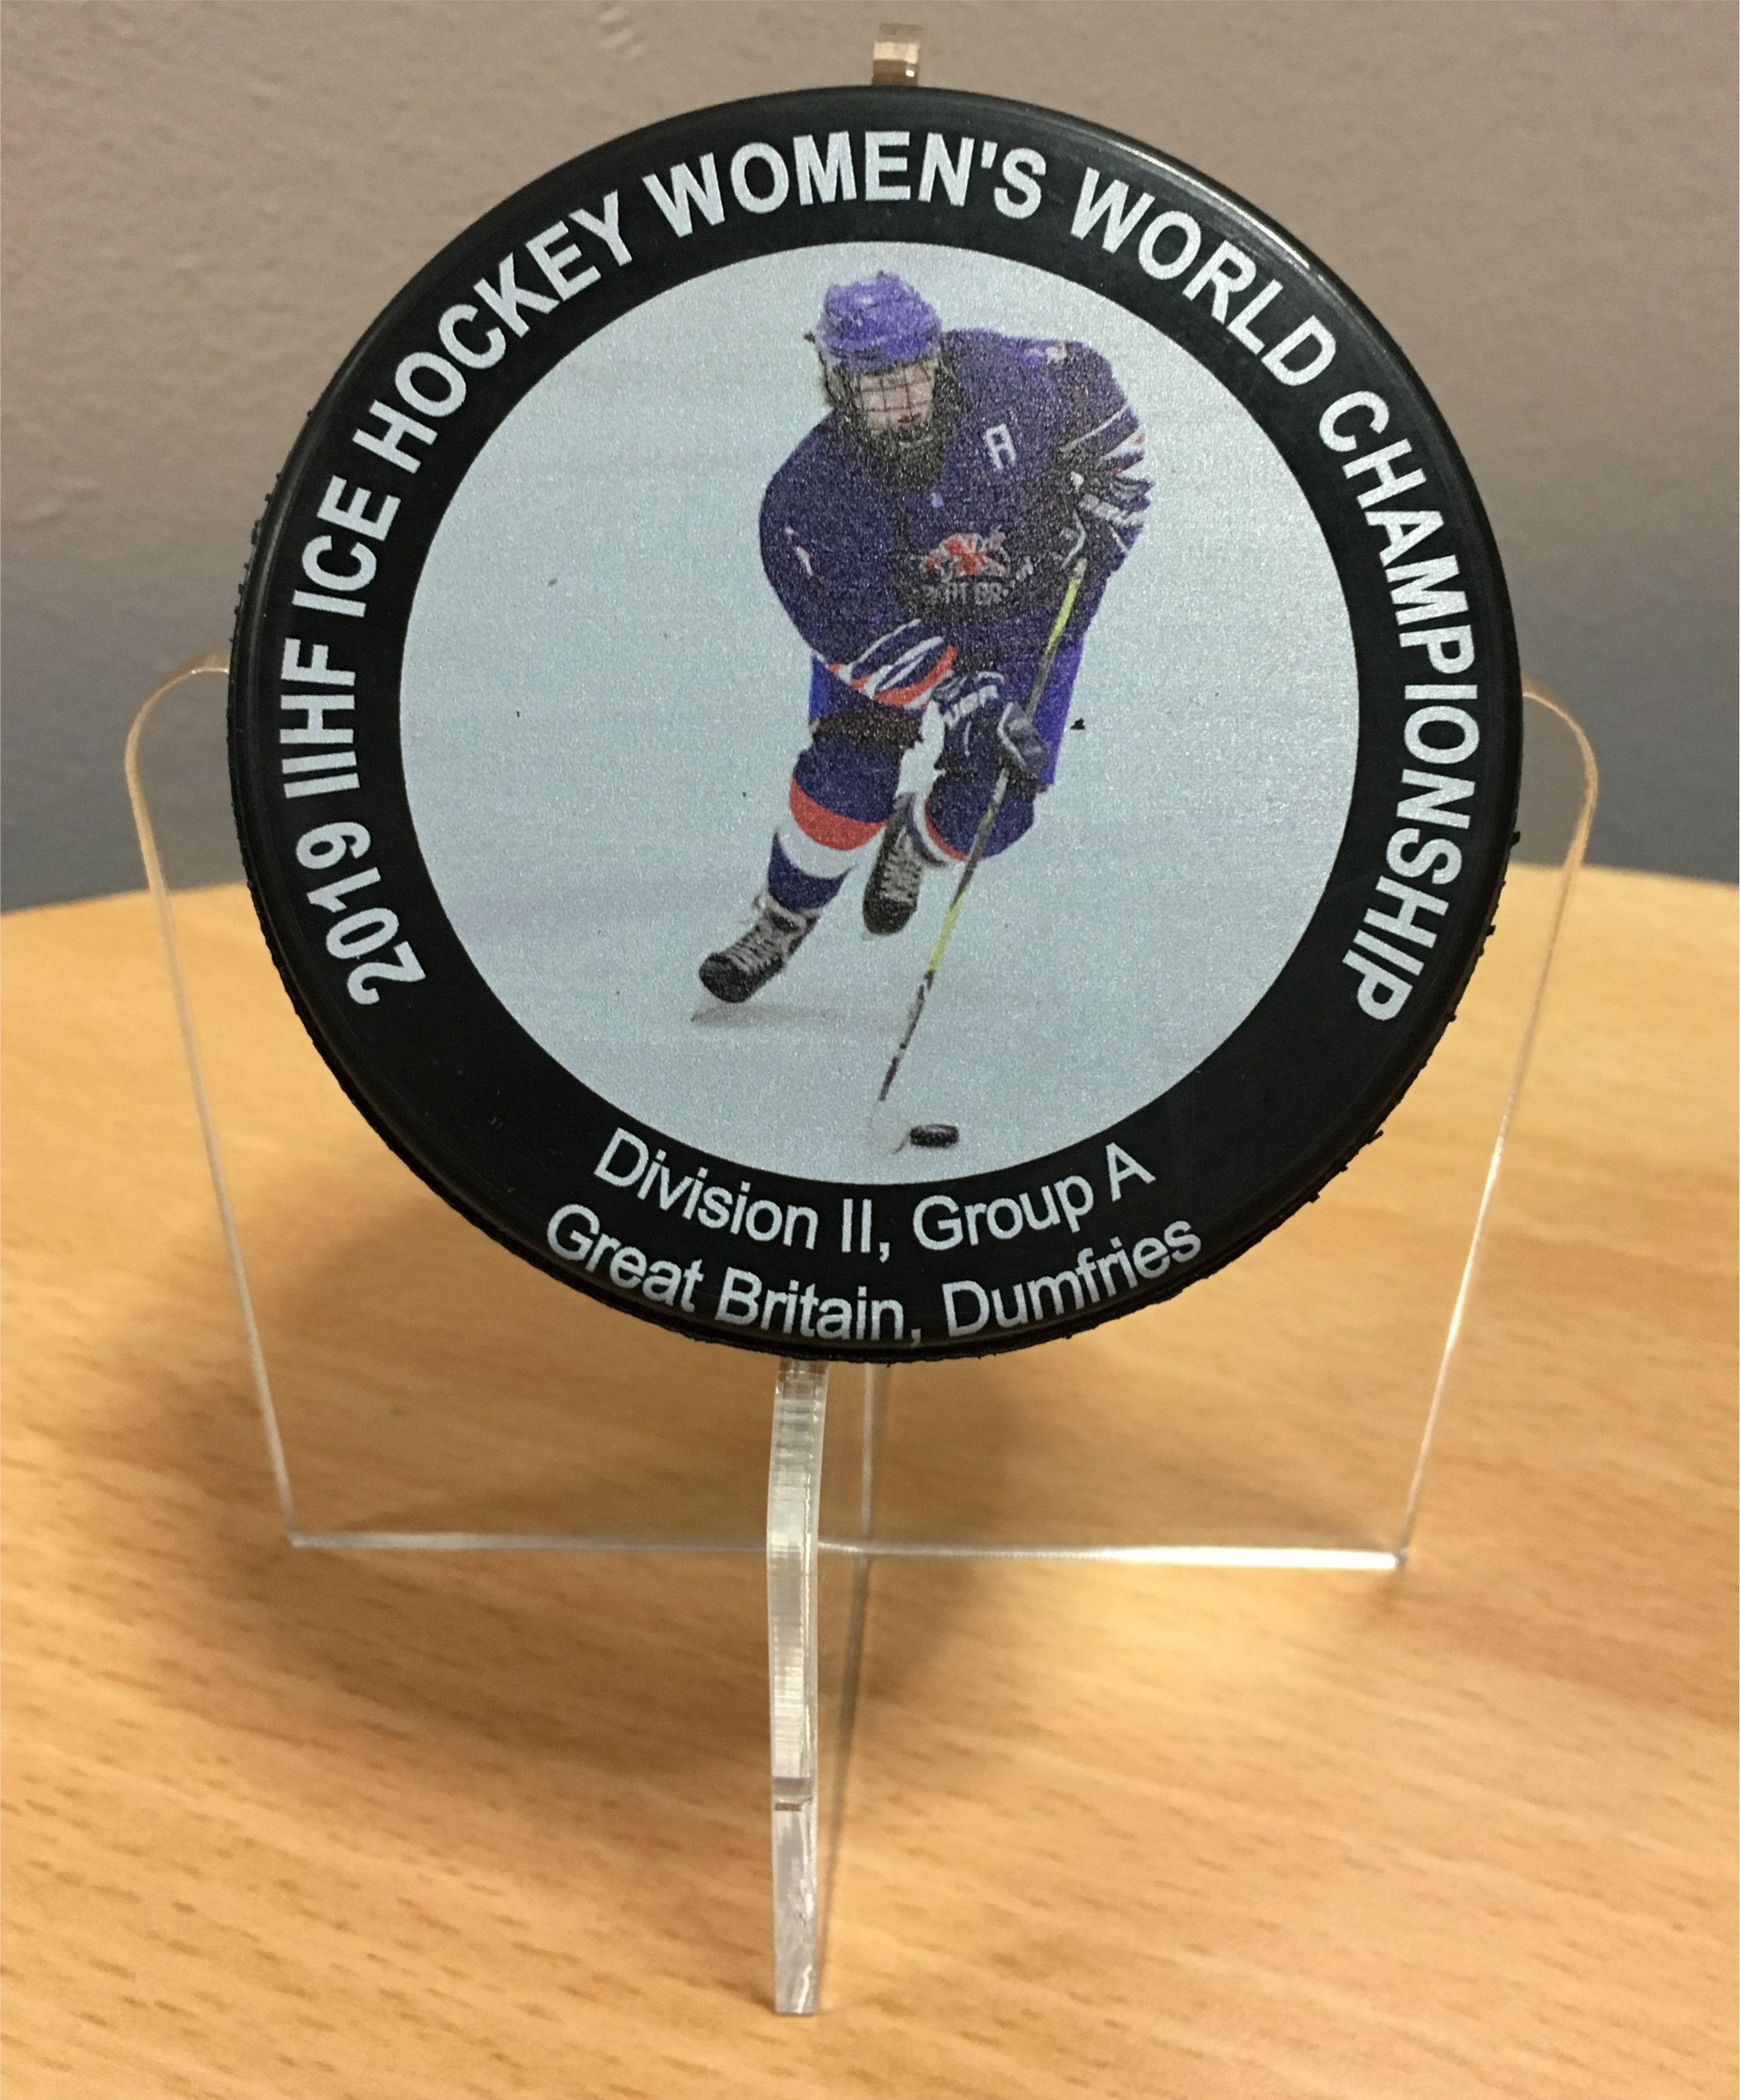 2019 IIHF ICE HOCKEY WOMEN'S WORLD CHAMPIONSHIP
A
Division II, Group A
Great Britain, Dumfries